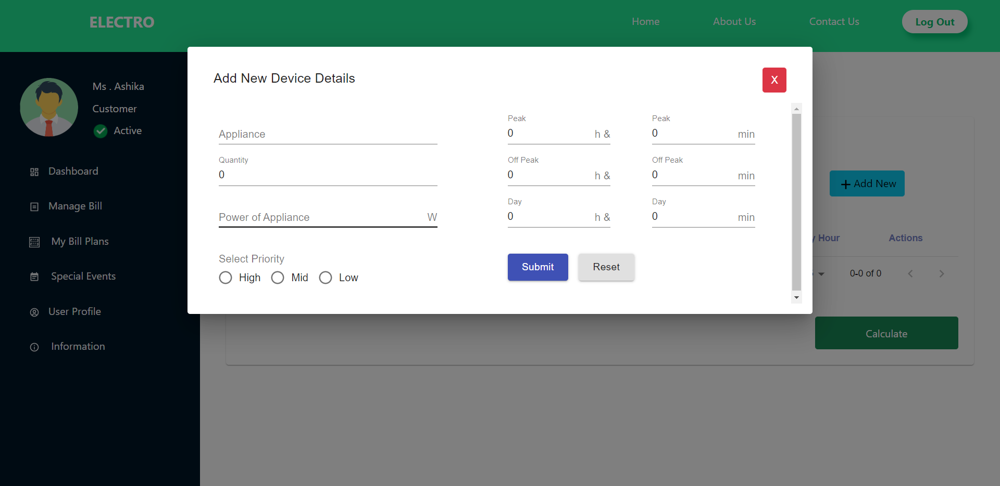 ELECTRO
Home
About Us
Contact Us
Log Out
Ms . Ashika
Customer
Active
Dashboard
Manage Bill
My Bill Plans
Special Events
User Profile
Information
Add New Device Details
X
Appliance
Quantity
0
Power of Appliance W
Select Priority
High Mid Low
Peak
0 h &
Peak
0 min
Off Peak
0 h &
Off Peak
0 min
Day
0 h &
Day
0 min
Submit
Reset
+ Add New
Hour
Actions
0-0 of 0
Calculate